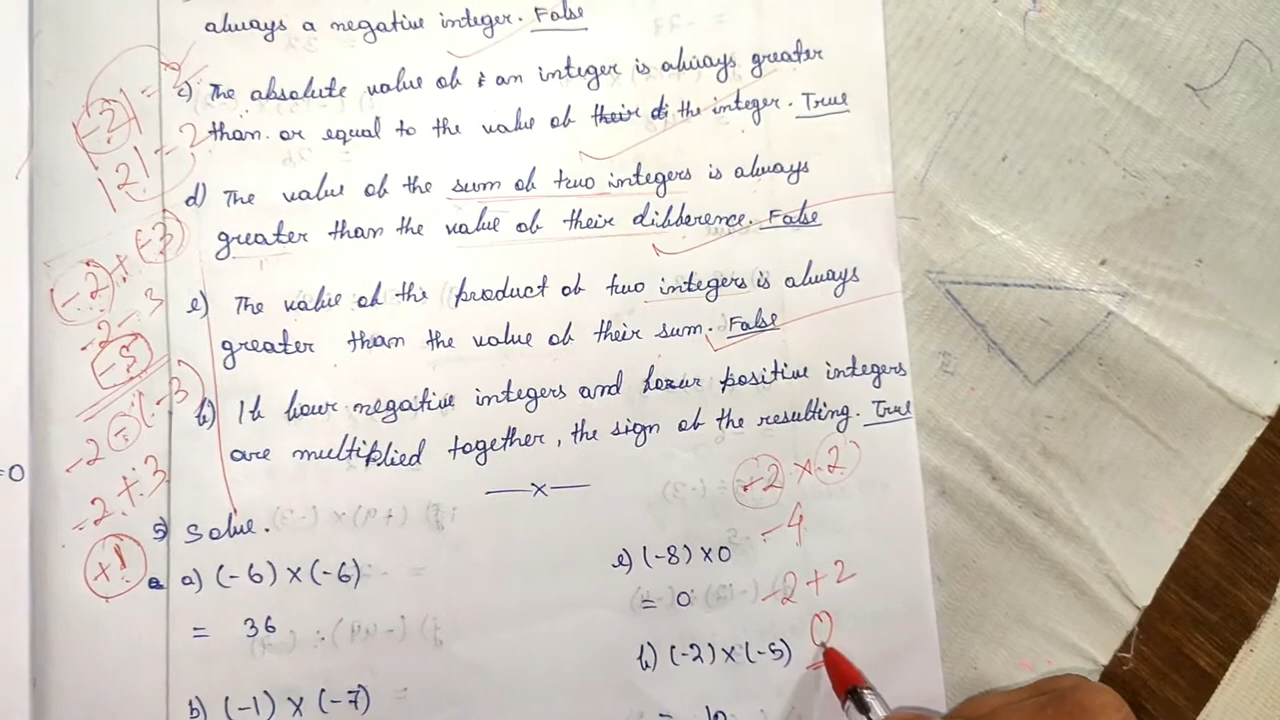 always a negative integer. False
c) The absolute value of an integer is always greater
than or equal to the value of the integer. True
d) The value of the sum of two integers is always
greater than the value of their difference. False
e) The value of the product of two integers is always
greater than the value of their sum. False
f) If four negative integers and four positive integers
are multiplied together, the sign of the resulting. True
—x—
5) Solve.
a) (-6) x (-6)
= 36
b) (-1) x (-7)
e) (-8) x 0
= 0
f) (-2) x (-5)
= 10
|-2| = 2
|2| = 2
-2 + (-3)
-2 - 3
-5
-2 - (-3)
-2 + 3
+1
-2 x 2
-4
-2 + 2
0
=0